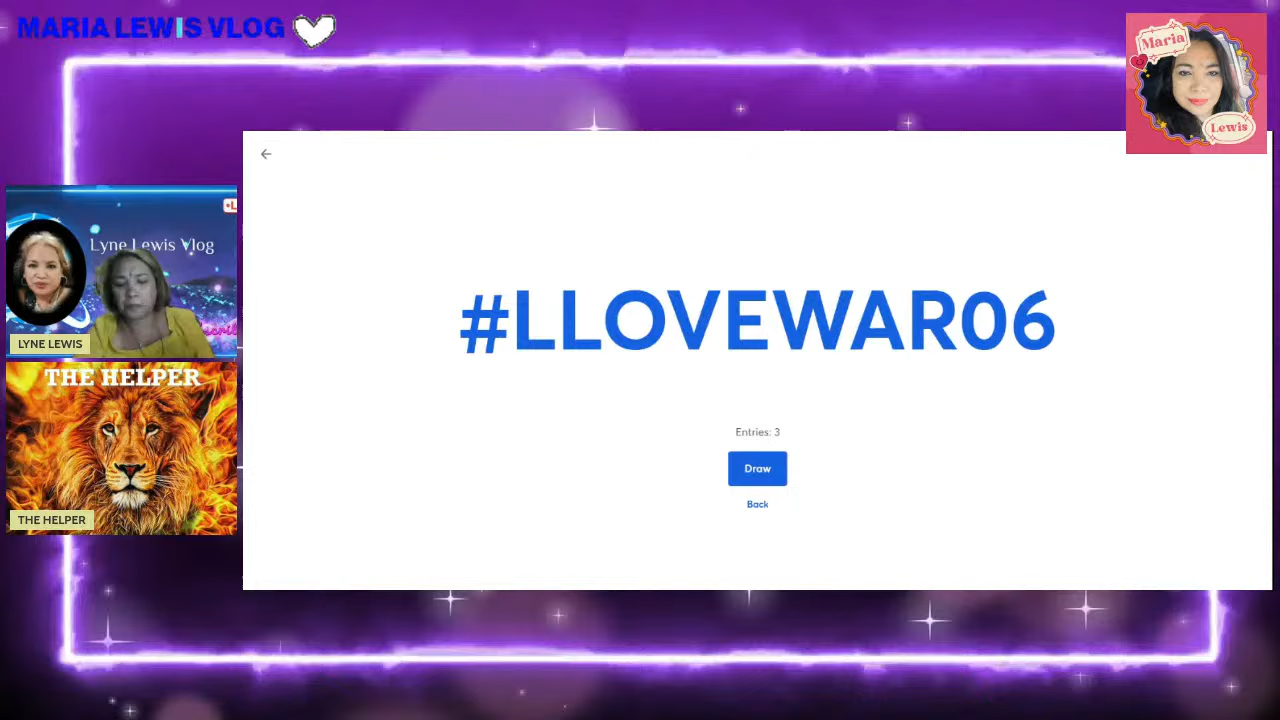 MARIA LEWIS VLOG
Maria
Lewis
Lyne Lewis Vlog
LYNE LEWIS
THE HELPER
THE HELPER
#LLOVEWAR06
Entries: 3
Draw
Back